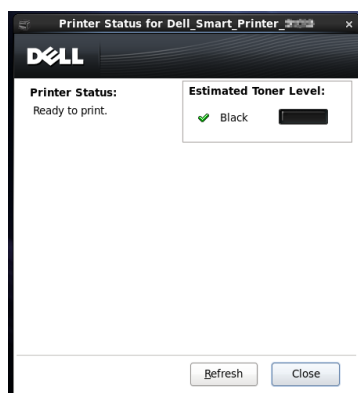 Printer Status for Dell_Smart_Printer_
DELL
Printer Status:
Ready to print.
Estimated Toner Level:
Black
Refresh
Close